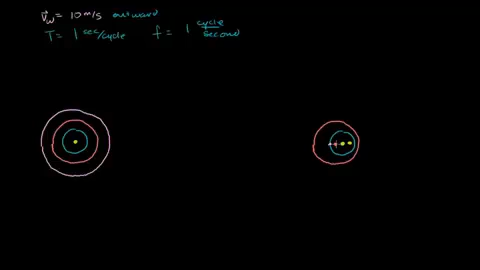 v⃗w = 10 m/s outward
T = 1 sec/cycle f = 1 cycle/second